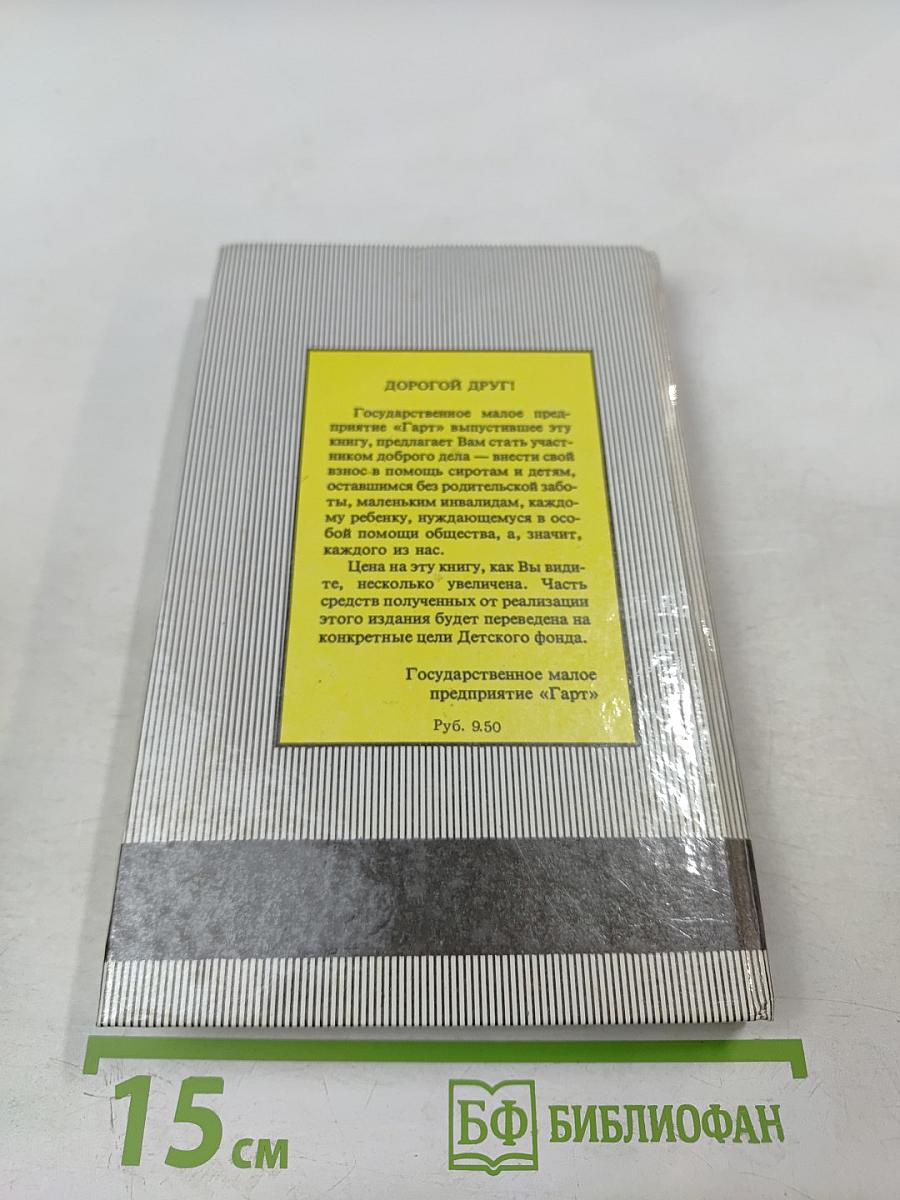 ДОРОГОЙ ДРУГ!
Государственное малое пред-
приятие «Гарт» выпустившее эту
книгу, предлагает Вам стать участ-
ником доброго дела — внести свой
взнос в помощь сиротам и детям,
оставшимся без родительской забо-
ты, маленьким инвалидам, каждо-
му ребенку, нуждающемуся в осо-
бой помощи общества, а, значит,
каждого из нас.
Цена на эту книгу, как Вы види-
те, несколько увеличена. Часть
средств полученных от реализации
этого издания будет переведена на
конкретные цели Детского фонда.
Государственное малое
предприятие «Гарт»
Руб. 9.50
15 см
БФ БИБЛИОФАН